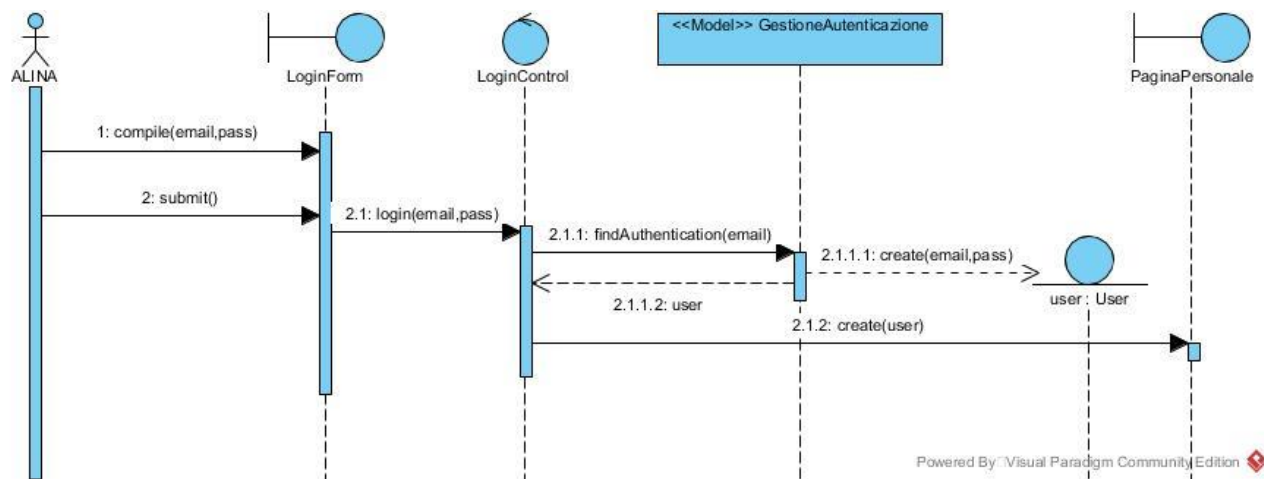 <<Model>> GestioneAutenticazione
ALINA
LoginForm
LoginControl
PaginaPersonale
1: compile(email,pass)
2: submit()
2.1: login(email,pass)
2.1.1: findAuthentication(email)
2.1.1.1: create(email,pass)
2.1.1.2: user
user : User
2.1.2: create(user)
Powered By Visual Paradigm Community Edition